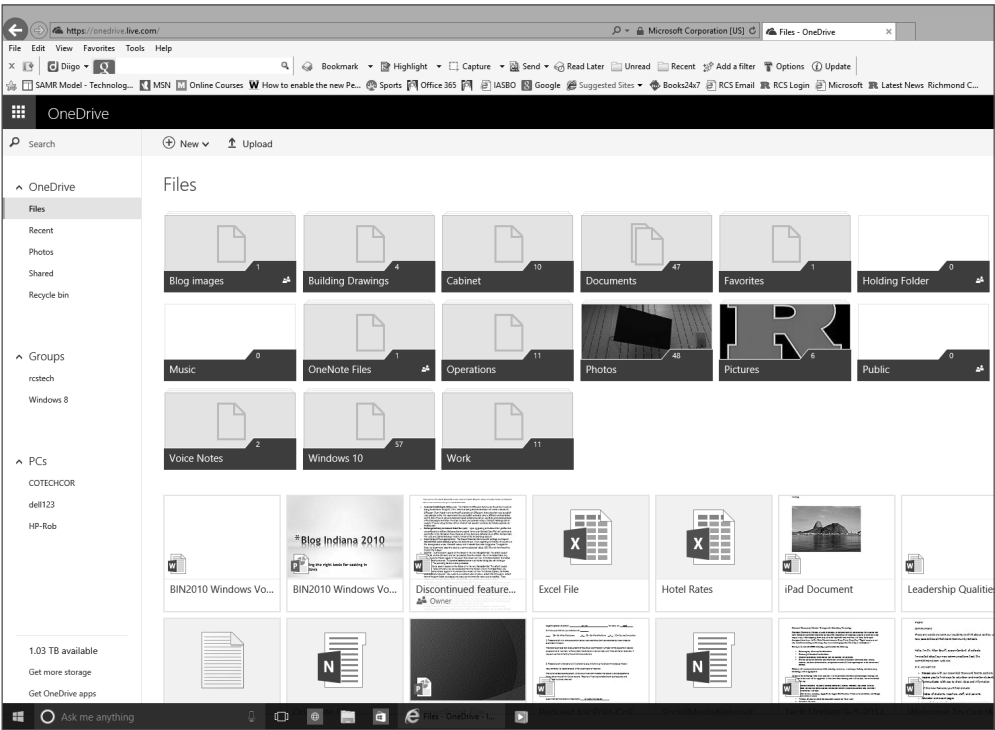 https://onedrive.live.com/
Microsoft Corporation [US]
Files - OneDrive
File Edit View Favorites Tools Help
Diigo
Bookmark Highlight Capture Send Read Later Unread Recent Add a filter Options Update
SAMR Model - Technolog... MSN Online Courses How to enable the new Pe... Sports Office 365 IASBO Google Suggested Sites Books24x7 RCS Email RCS Login Microsoft Latest News Richmond C...
OneDrive
Search
New Upload
OneDrive
Files
Recent
Photos
Shared
Recycle bin
Groups
rcstech
Windows 8
PCs
COTECHCOR
dell123
HP-Rob
1.03 TB available
Get more storage
Get OneDrive apps
Files
1
Blog images
4
Building Drawings
10
Cabinet
47
Documents
1
Favorites
0
Holding Folder
0
Music
1
OneNote Files
11
Operations
48
Photos
R
6
Pictures
0
Public
2
Voice Notes
57
Windows 10
11
Work
BIN2010 Windows Vo...
*Blog Indiana 2010
BIN2010 Windows Vo...
Discontinued feature...
Owner
Excel File
Hotel Rates
iPad Document
Leadership Qualitie
Ask me anything
Files - OneDrive - I...